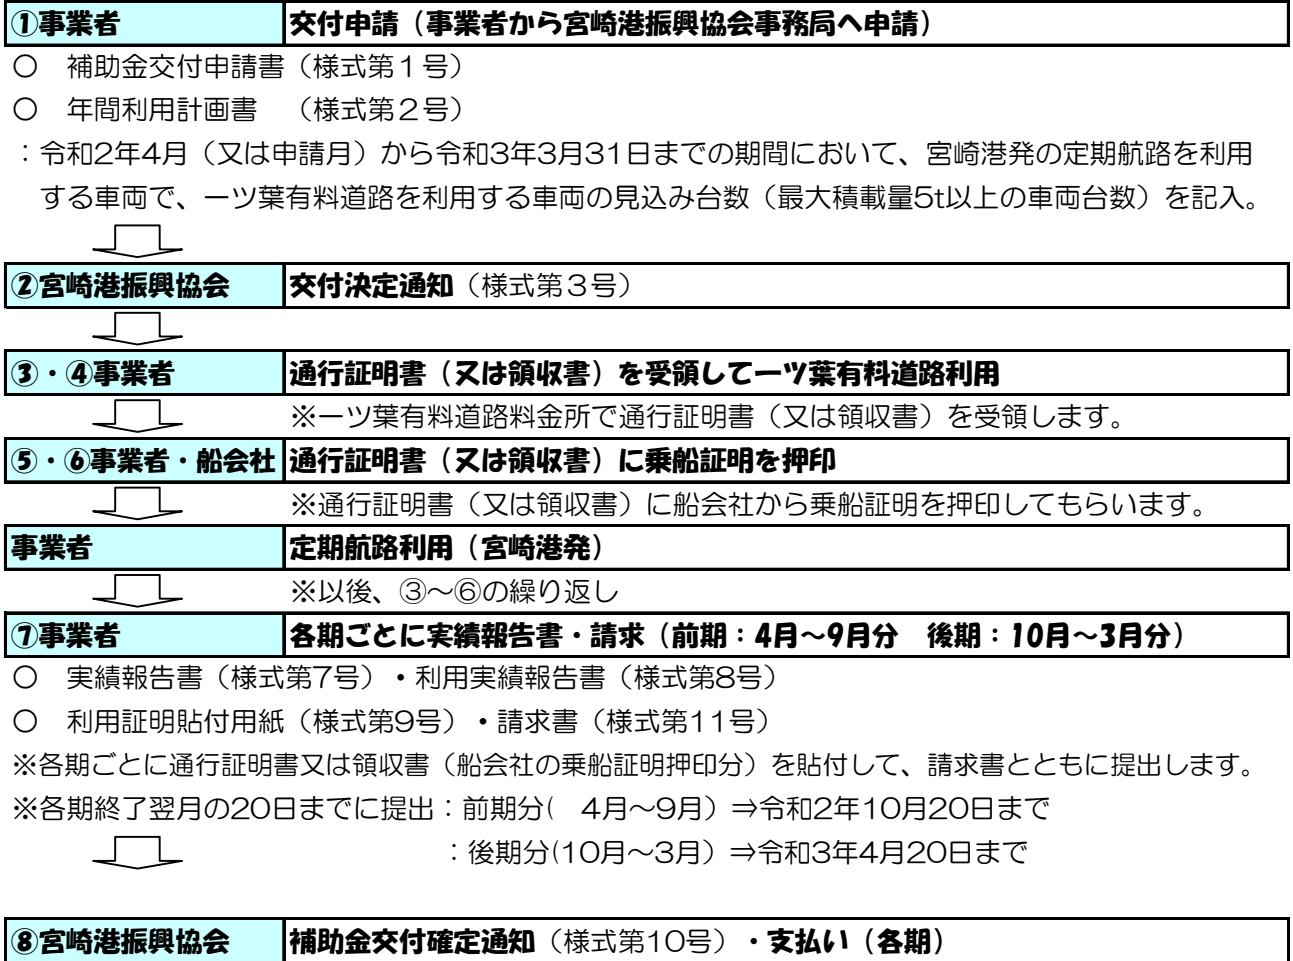 ①事業者 交付申請（事業者から宮崎港振興協会事務局へ申請）
○ 補助金交付申請書（様式第１号）
○ 年間利用計画書 （様式第２号）
：令和2年4月（又は申請月）から令和3年3月31日までの期間において、宮崎港発の定期航路を利用
する車両で、一ツ葉有料道路を利用する車両の見込み台数（最大積載量5t以上の車両台数）を記入。
②宮崎港振興協会 交付決定通知（様式第３号）
③・④事業者 通行証明書（又は領収書）を受領して一ツ葉有料道路利用
※一ツ葉有料道路料金所で通行証明書（又は領収書）を受領します。
⑤・⑥事業者・船会社 通行証明書（又は領収書）に乗船証明を押印
※通行証明書（又は領収書）に船会社から乗船証明を押印してもらいます。
事業者 定期航路利用（宮崎港発）
※以後、③～⑥の繰り返し
⑦事業者 各期ごとに実績報告書・請求（前期：4月～9月分 後期：10月～3月分）
○ 実績報告書（様式第7号）・利用実績報告書（様式第8号）
○ 利用証明貼付用紙（様式第9号）・請求書（様式第11号）
※各期ごとに通行証明書又は領収書（船会社の乗船証明押印分）を貼付して、請求書とともに提出します。
※各期終了翌月の20日までに提出：前期分( 4月～9月）⇒令和2年10月20日まで
：後期分(10月～3月）⇒令和3年4月20日まで
⑧宮崎港振興協会 補助金交付確定通知（様式第10号）・支払い（各期）